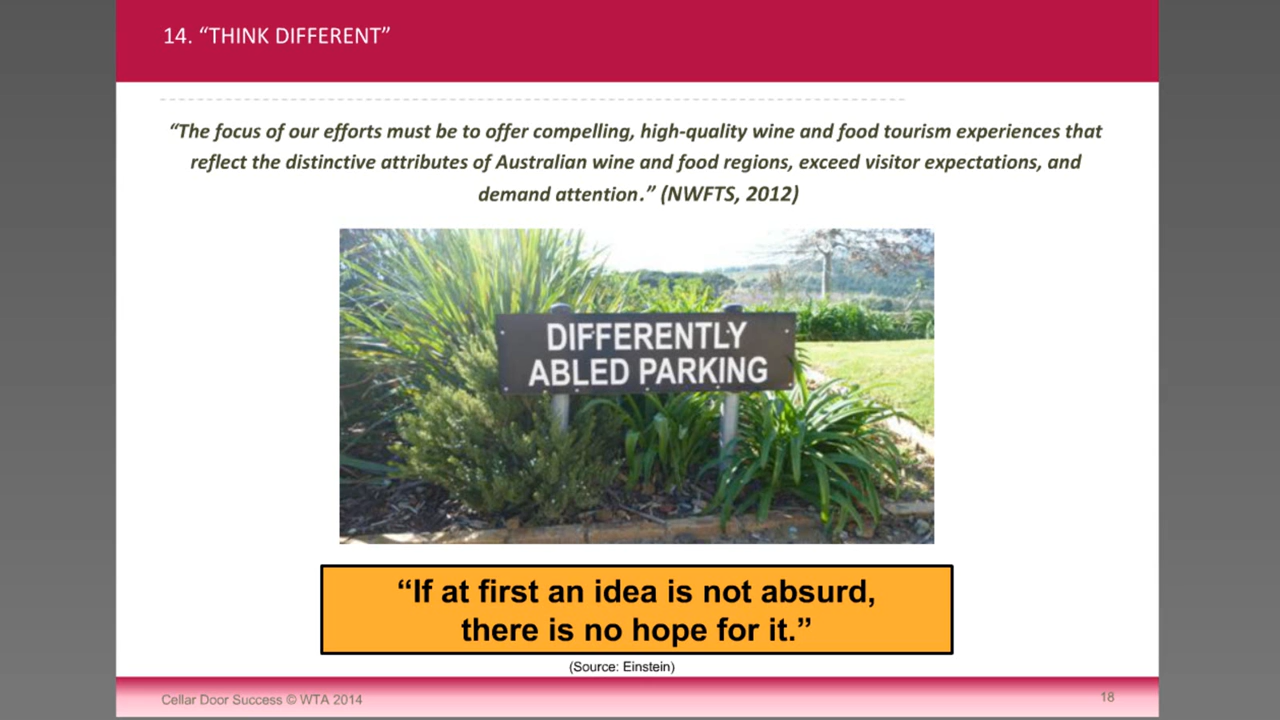 14. “THINK DIFFERENT”
“The focus of our efforts must be to offer compelling, high-quality wine and food tourism experiences that
reflect the distinctive attributes of Australian wine and food regions, exceed visitor expectations, and
demand attention.” (NWFTS, 2012)
DIFFERENTLY
ABLED PARKING
“If at first an idea is not absurd,
there is no hope for it.”
(Source: Einstein)
Cellar Door Success © WTA 2014
18